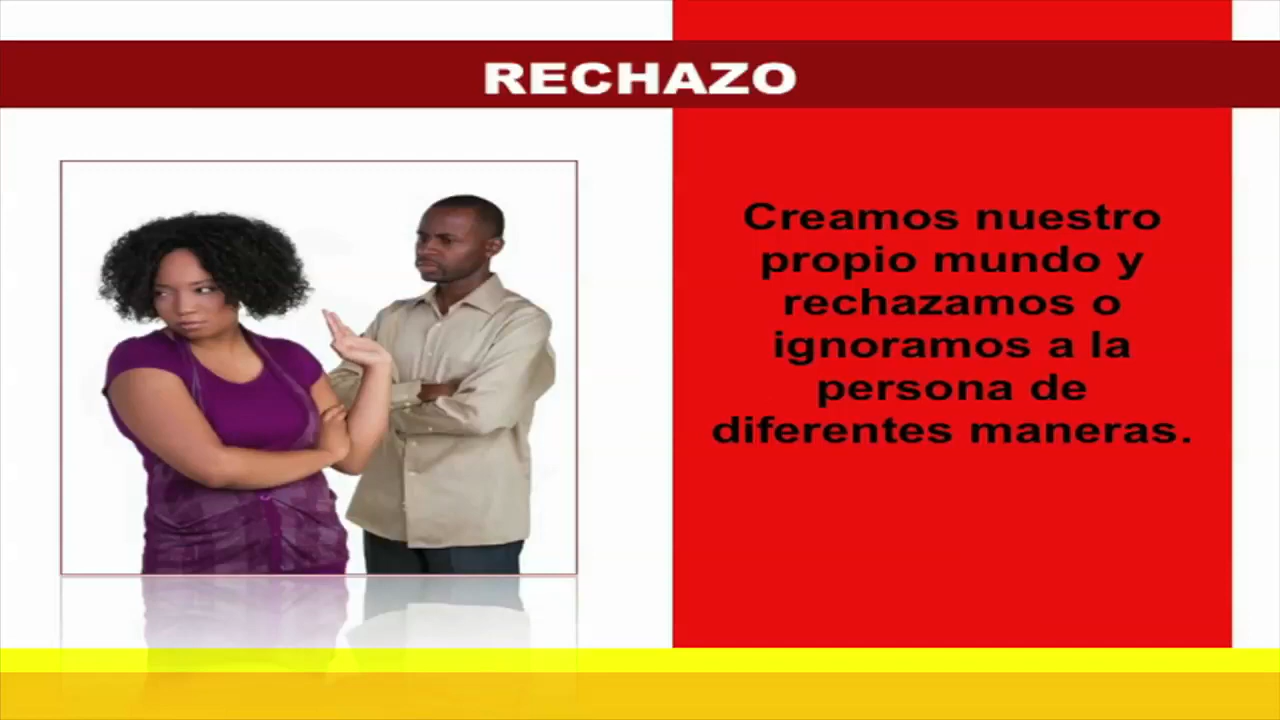 RECHAZO
Creamos nuestro
propio mundo y
rechazamos o
ignoramos a la
persona de
diferentes maneras.